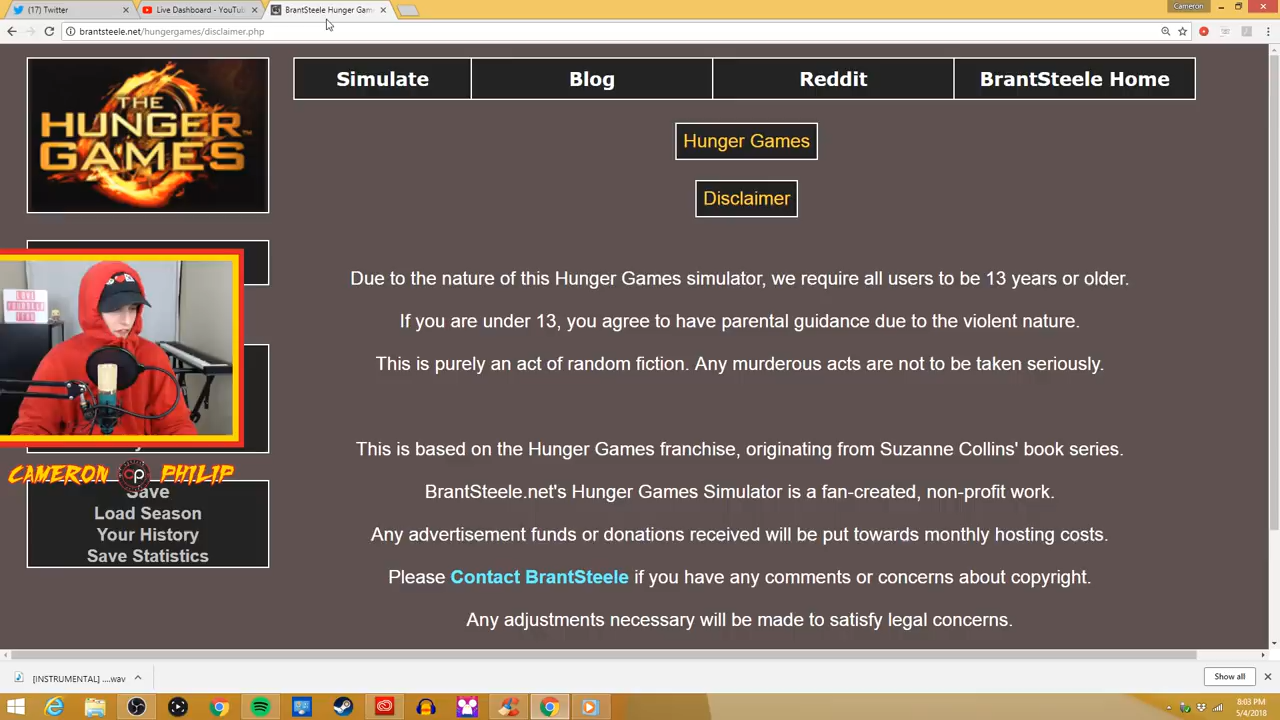 (17) Twitter
Live Dashboard - YouTu
BrantSteele Hunger Gam
Cameron
brantsteele.net/hungergames/disclaimer.php
THE HUNGER GAMES
Simulate
Blog
Reddit
BrantSteele Home
Hunger Games
Disclaimer
Due to the nature of this Hunger Games simulator, we require all users to be 13 years or older.
If you are under 13, you agree to have parental guidance due to the violent nature.
This is purely an act of random fiction. Any murderous acts are not to be taken seriously.
This is based on the Hunger Games franchise, originating from Suzanne Collins' book series.
BrantSteele.net's Hunger Games Simulator is a fan-created, non-profit work.
Any advertisement funds or donations received will be put towards monthly hosting costs.
Please Contact BrantSteele if you have any comments or concerns about copyright.
Any adjustments necessary will be made to satisfy legal concerns.
CAMERON cp PHILIP
Save
Load Season
Your History
Save Statistics
[INSTRUMENTAL] ....wav
Show all
8:03 PM
5/4/2018